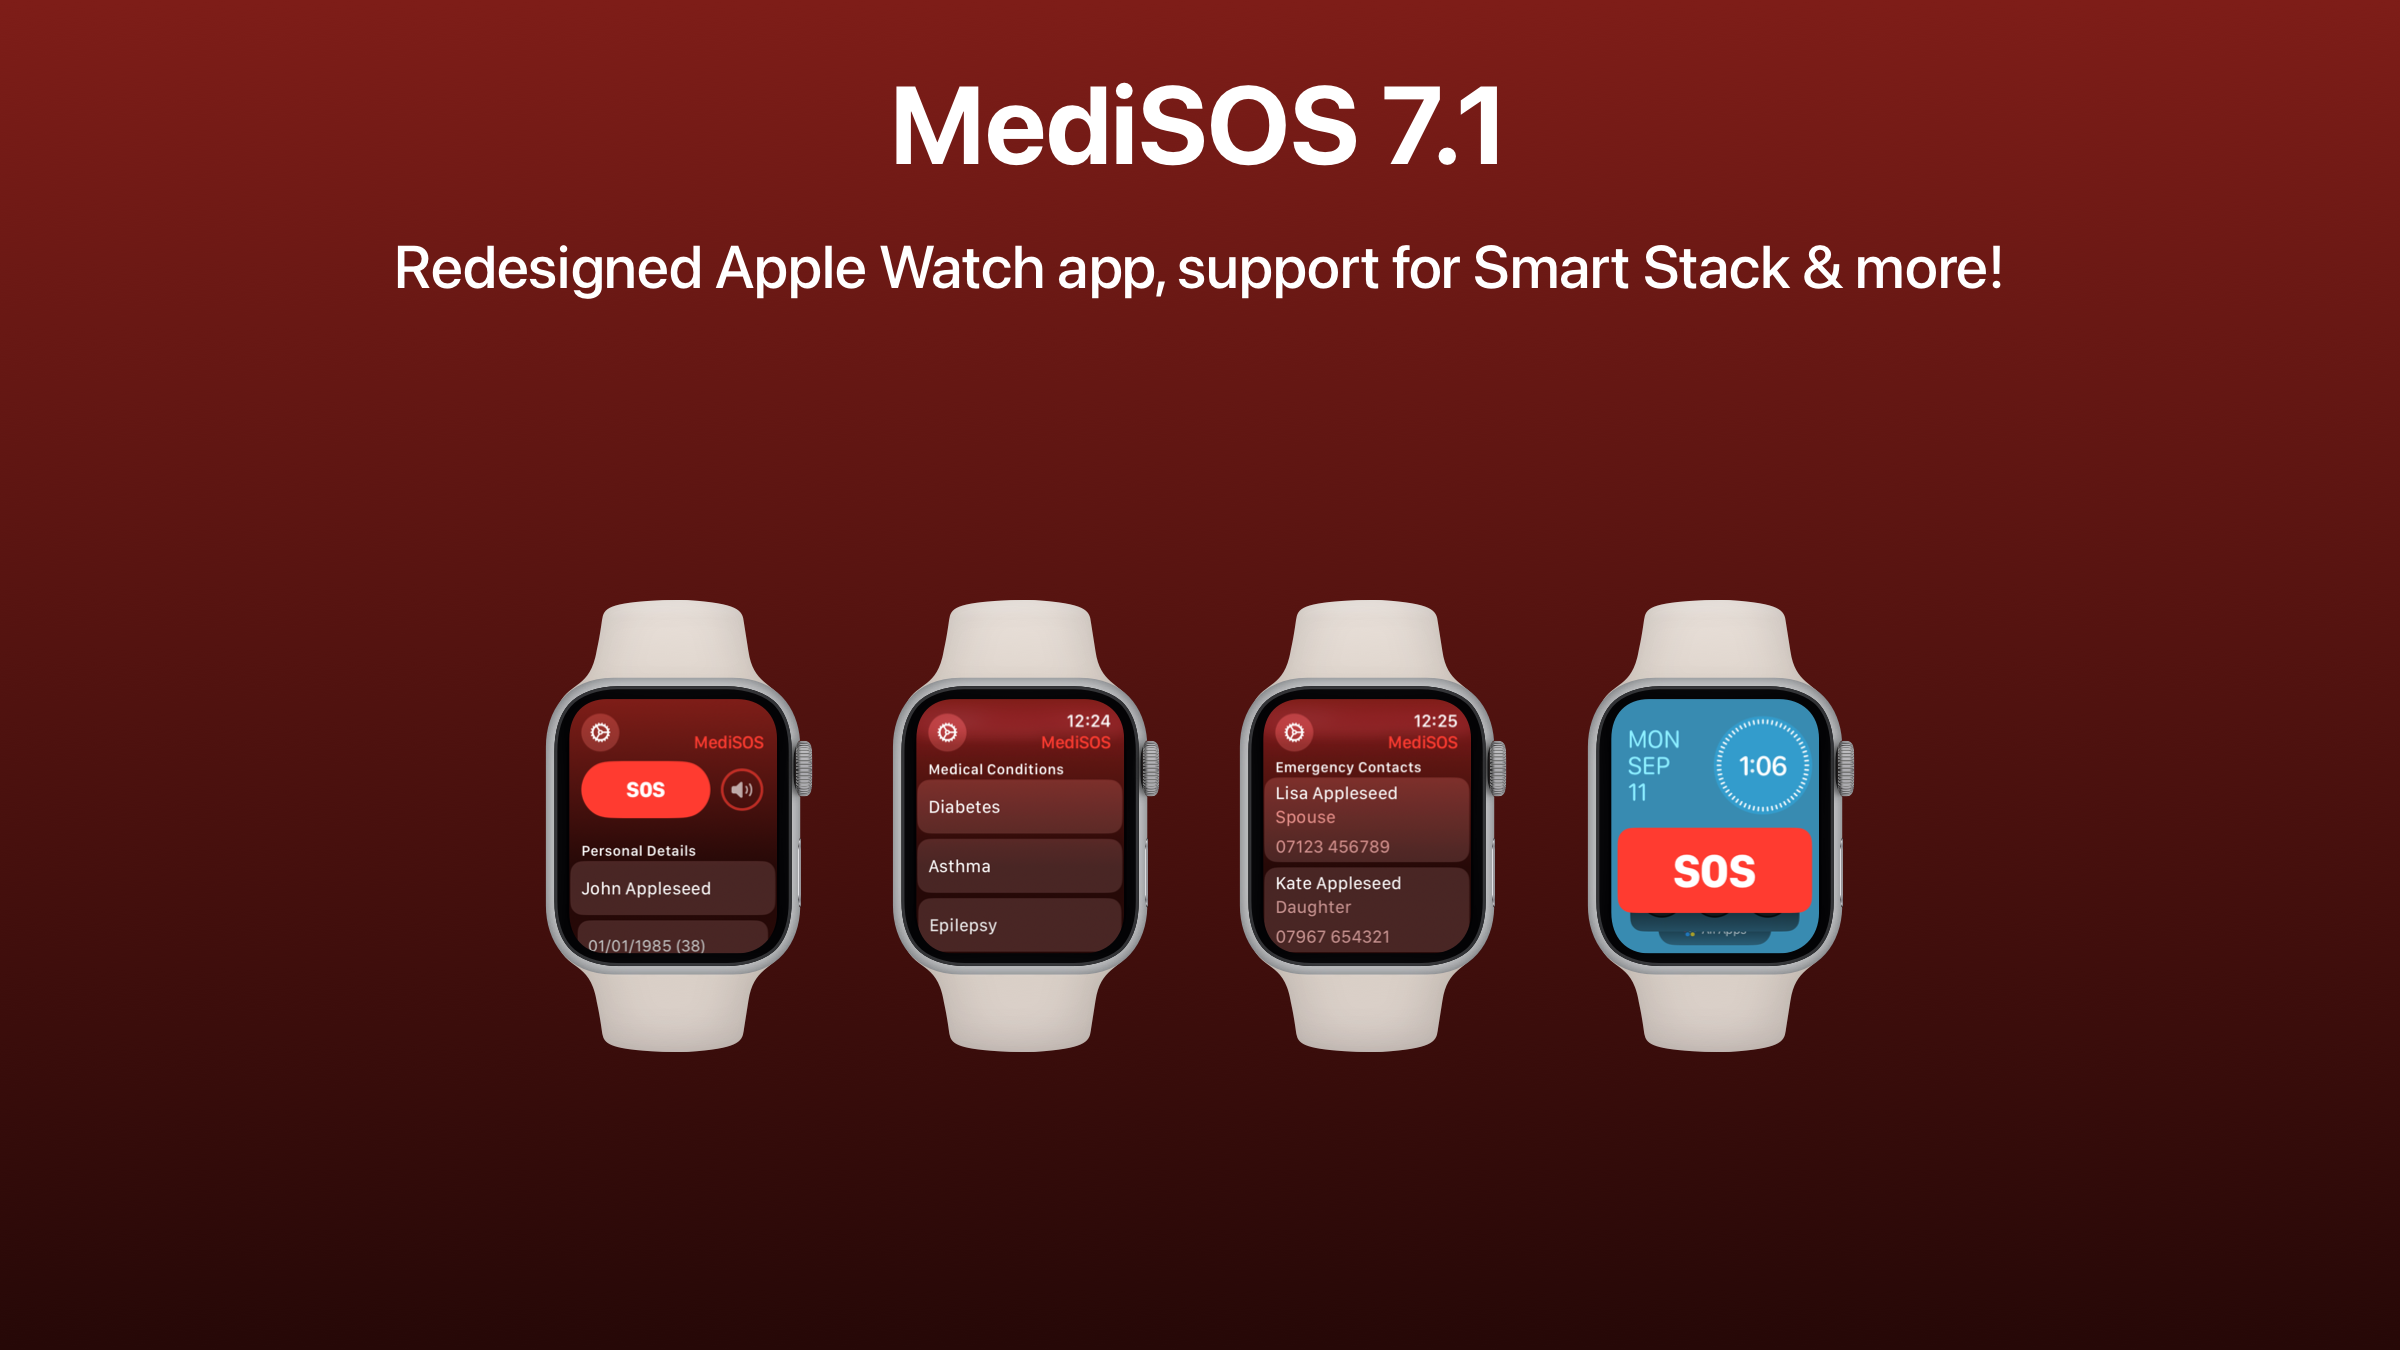 MediSOS 7.1
Redesigned Apple Watch app, support for Smart Stack & more!
MediSOS
SOS
Personal Details
John Appleseed
01/01/1985 (38)
12:24
MediSOS
Medical Conditions
Diabetes
Asthma
Epilepsy
12:25
MediSOS
Emergency Contacts
Lisa Appleseed
Spouse
07123 456789
Kate Appleseed
Daughter
07967 654321
MON
SEP
11
1:06
SOS
All Apps